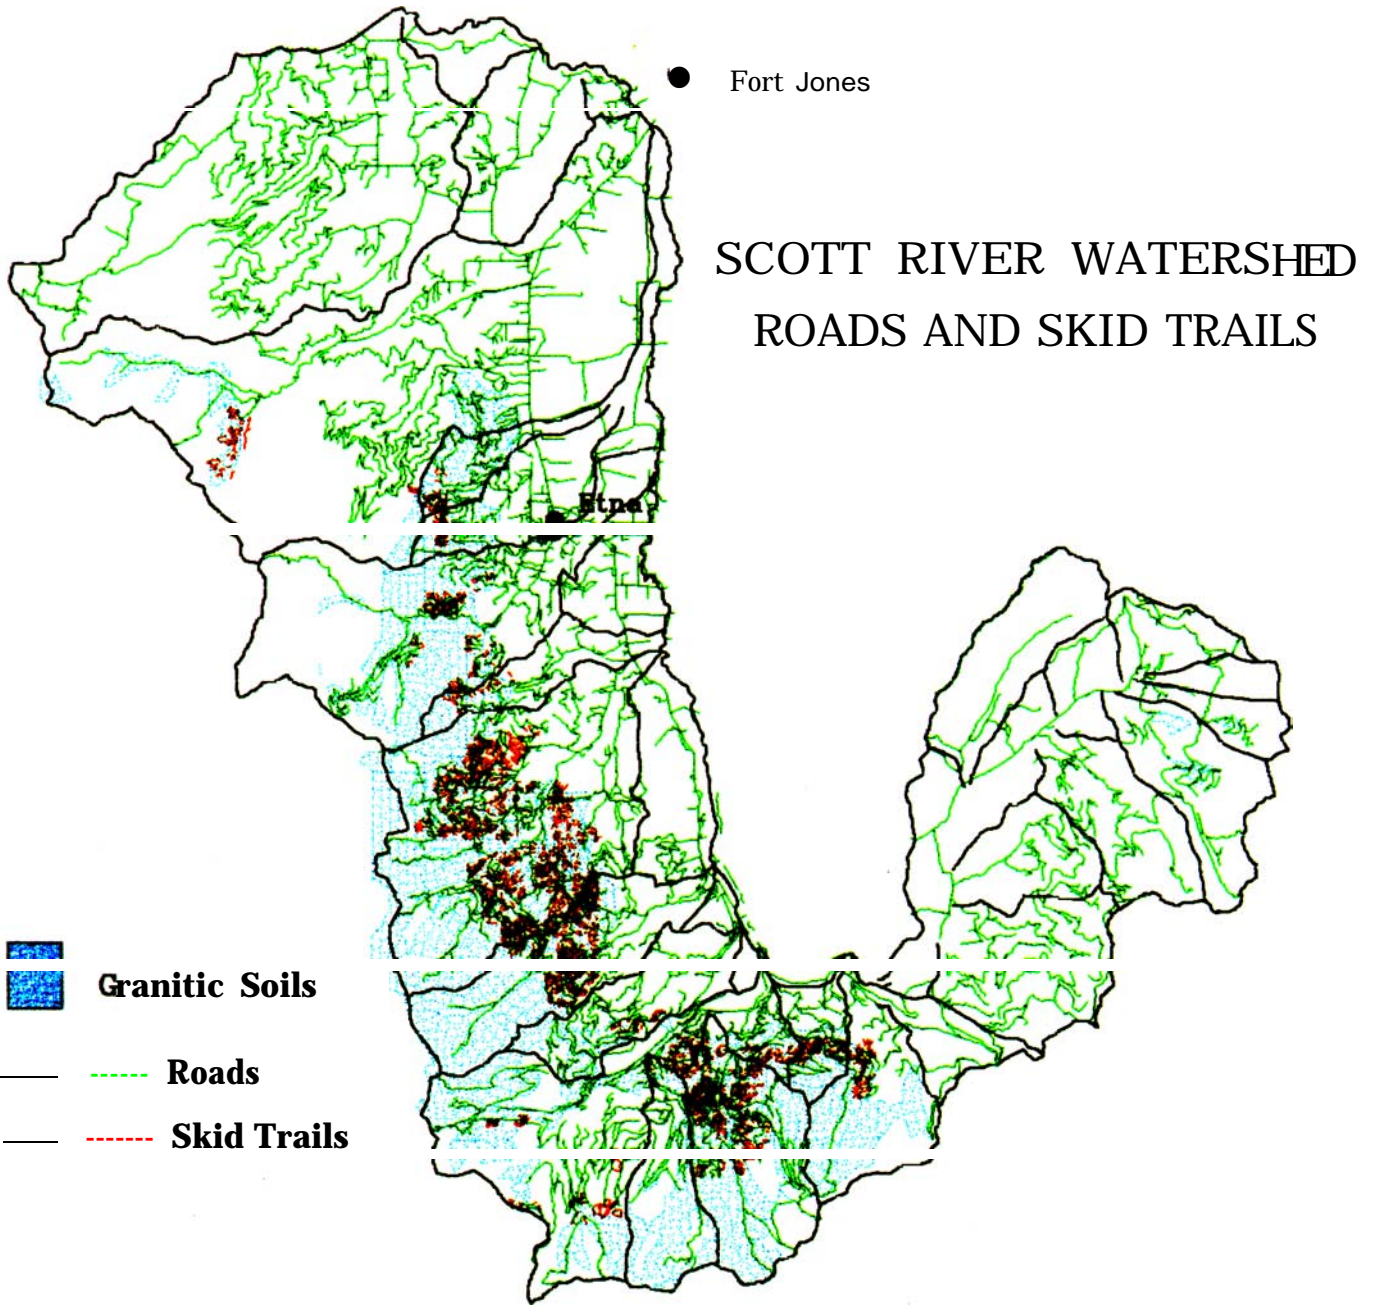 Fort Jones
SCOTT RIVER WATERSHED
ROADS AND SKID TRAILS
Etna
Granitic Soils
Roads
Skid Trails